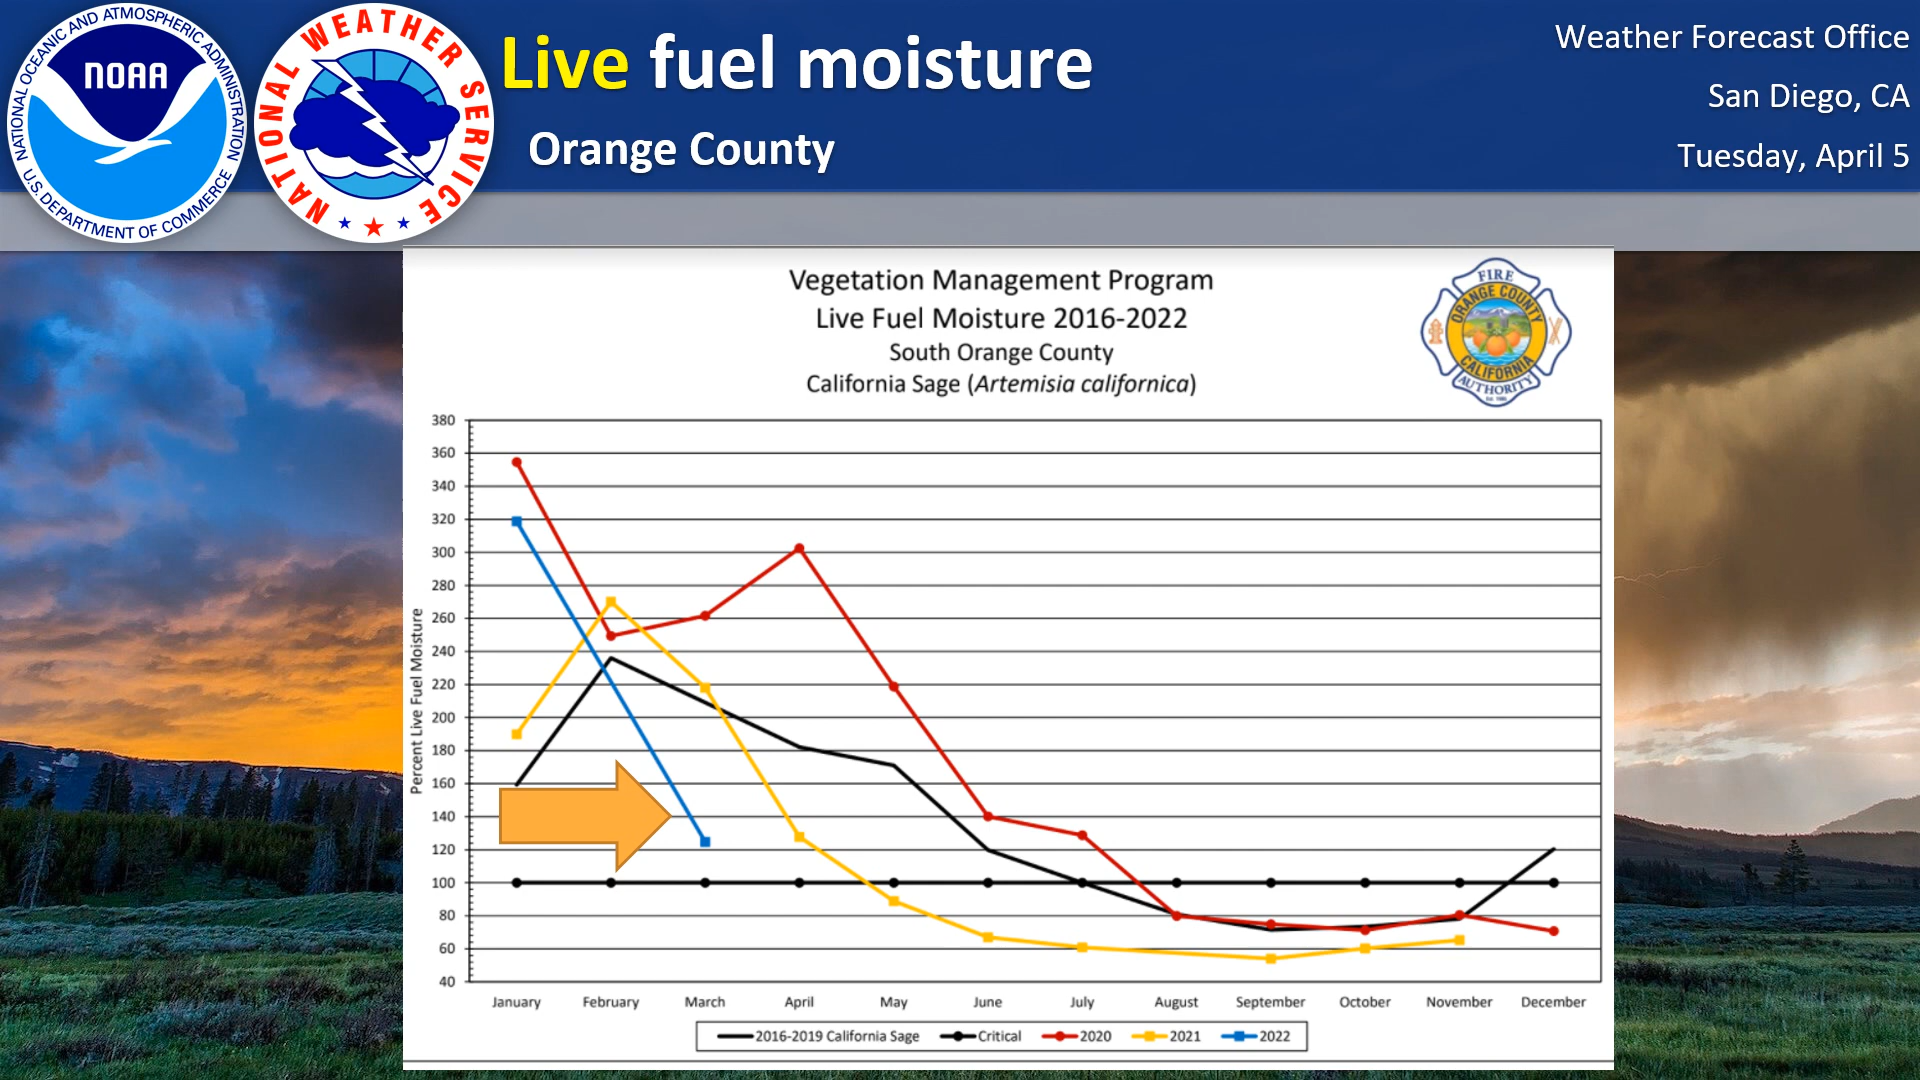 NATIONAL OCEANIC AND ATMOSPHERIC ADMINISTRATION
NOAA
U.S. DEPARTMENT OF COMMERCE
NATIONAL WEATHER SERVICE
Live fuel moisture
Orange County
Weather Forecast Office
San Diego, CA
Tuesday, April 5
Vegetation Management Program
Live Fuel Moisture 2016-2022
South Orange County
California Sage (Artemisia californica)
FIRE
ORANGE COUNTY
CALIFORNIA
AUTHORITY
Percent Live Fuel Moisture
380
360
340
320
300
280
260
240
220
200
180
160
140
120
100
80
60
40
January February March April May June July August September October November December
2016-2019 California Sage Critical 2020 2021 2022